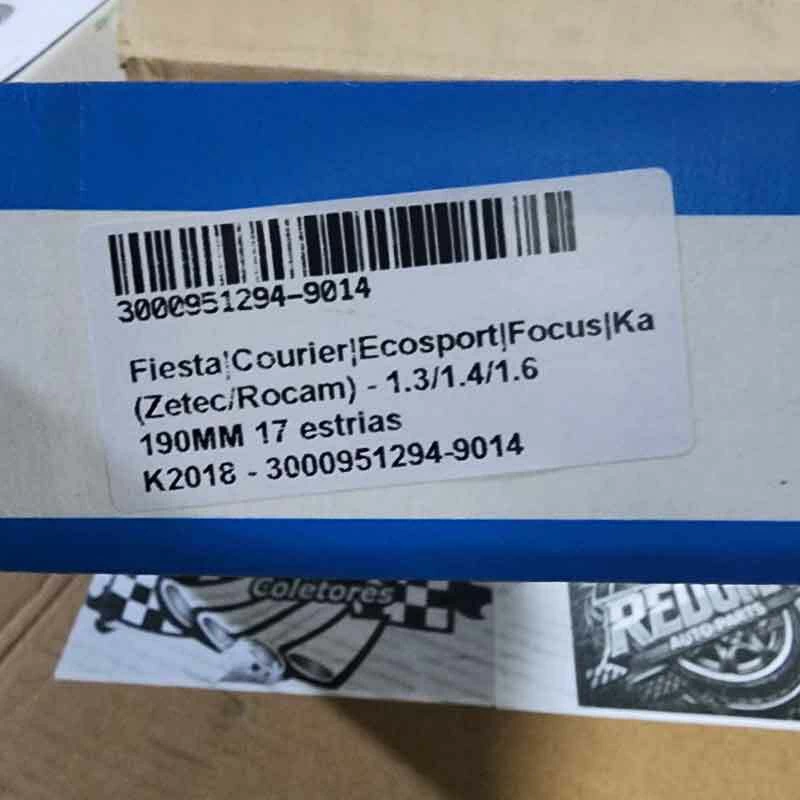 3000951294-9014
Fiesta|Courier|Ecosport|Focus|Ka
(Zetec/Rocam) - 1.3/1.4/1.6
190MM 17 estrias
K2018 - 3000951294-9014
Coletores
AUTO PARTS